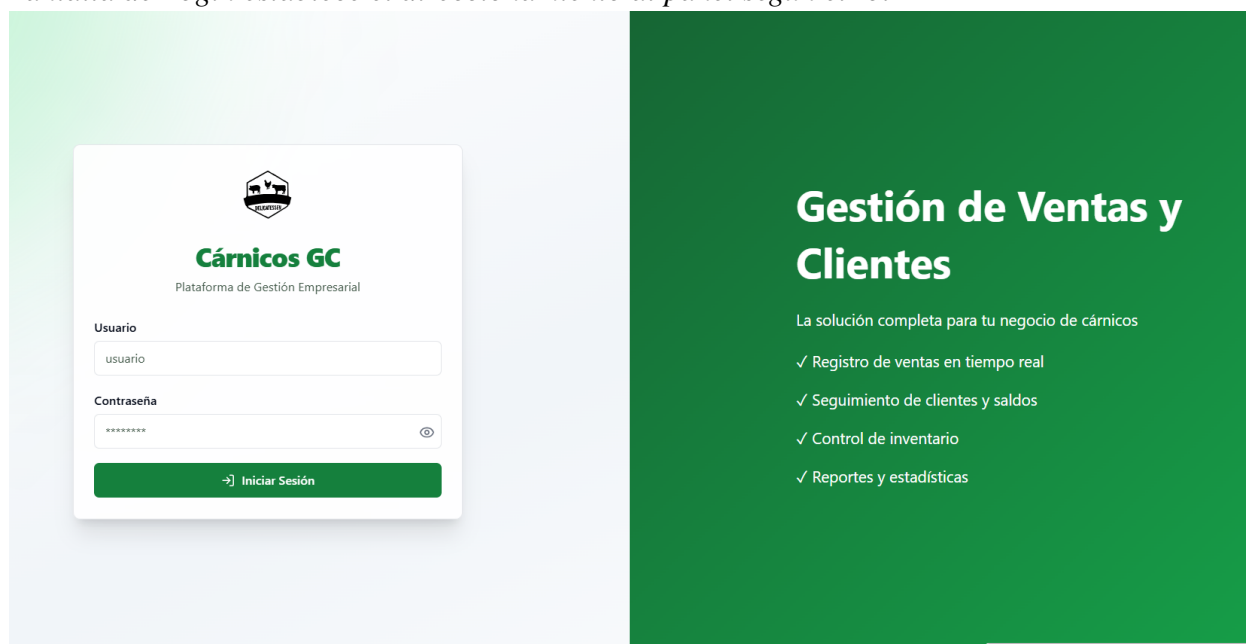 DELICATESSEN
Cárnicos GC
Plataforma de Gestión Empresarial
Usuario
usuario
Contraseña
********
Iniciar Sesión
Gestión de Ventas y
Clientes
La solución completa para tu negocio de cárnicos
✓ Registro de ventas en tiempo real
✓ Seguimiento de clientes y saldos
✓ Control de inventario
✓ Reportes y estadísticas